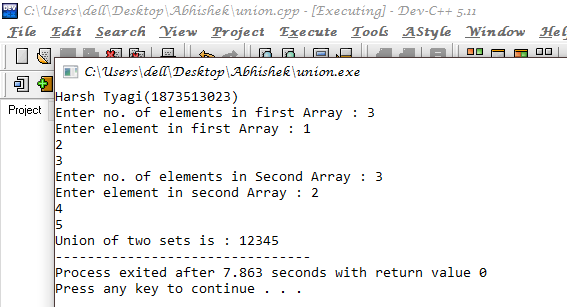 C:\Users\dell\Desktop\Abhishek\union.cpp - [Executing] - Dev-C++ 5.11
File Edit Search View Project Execute Tools AStyle Window Help
C:\Users\dell\Desktop\Abhishek\union.exe
Project
Harsh Tyagi(1873513023)
Enter no. of elements in first Array : 3
Enter element in first Array : 1
2
3
Enter no. of elements in Second Array : 3
Enter element in second Array : 2
4
5
Union of two sets is : 12345
--------------------------------
Process exited after 7.863 seconds with return value 0
Press any key to continue . . .